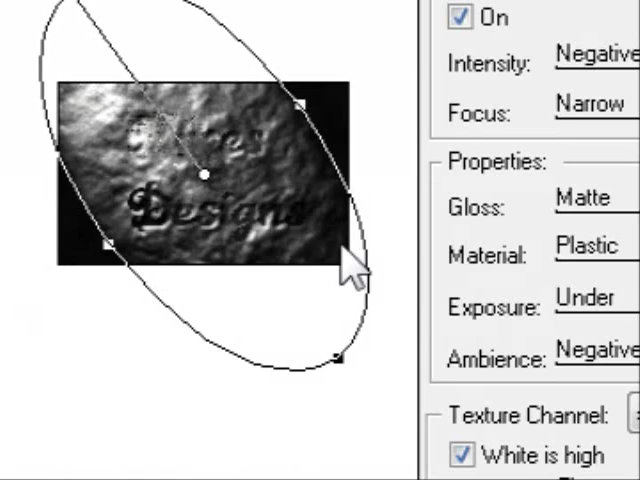 On
Intensity: Negative
Focus: Narrow
Properties:
Gloss: Matte
Material: Plastic
Exposure: Under
Ambience: Negative
Texture Channel:
White is high
Designs